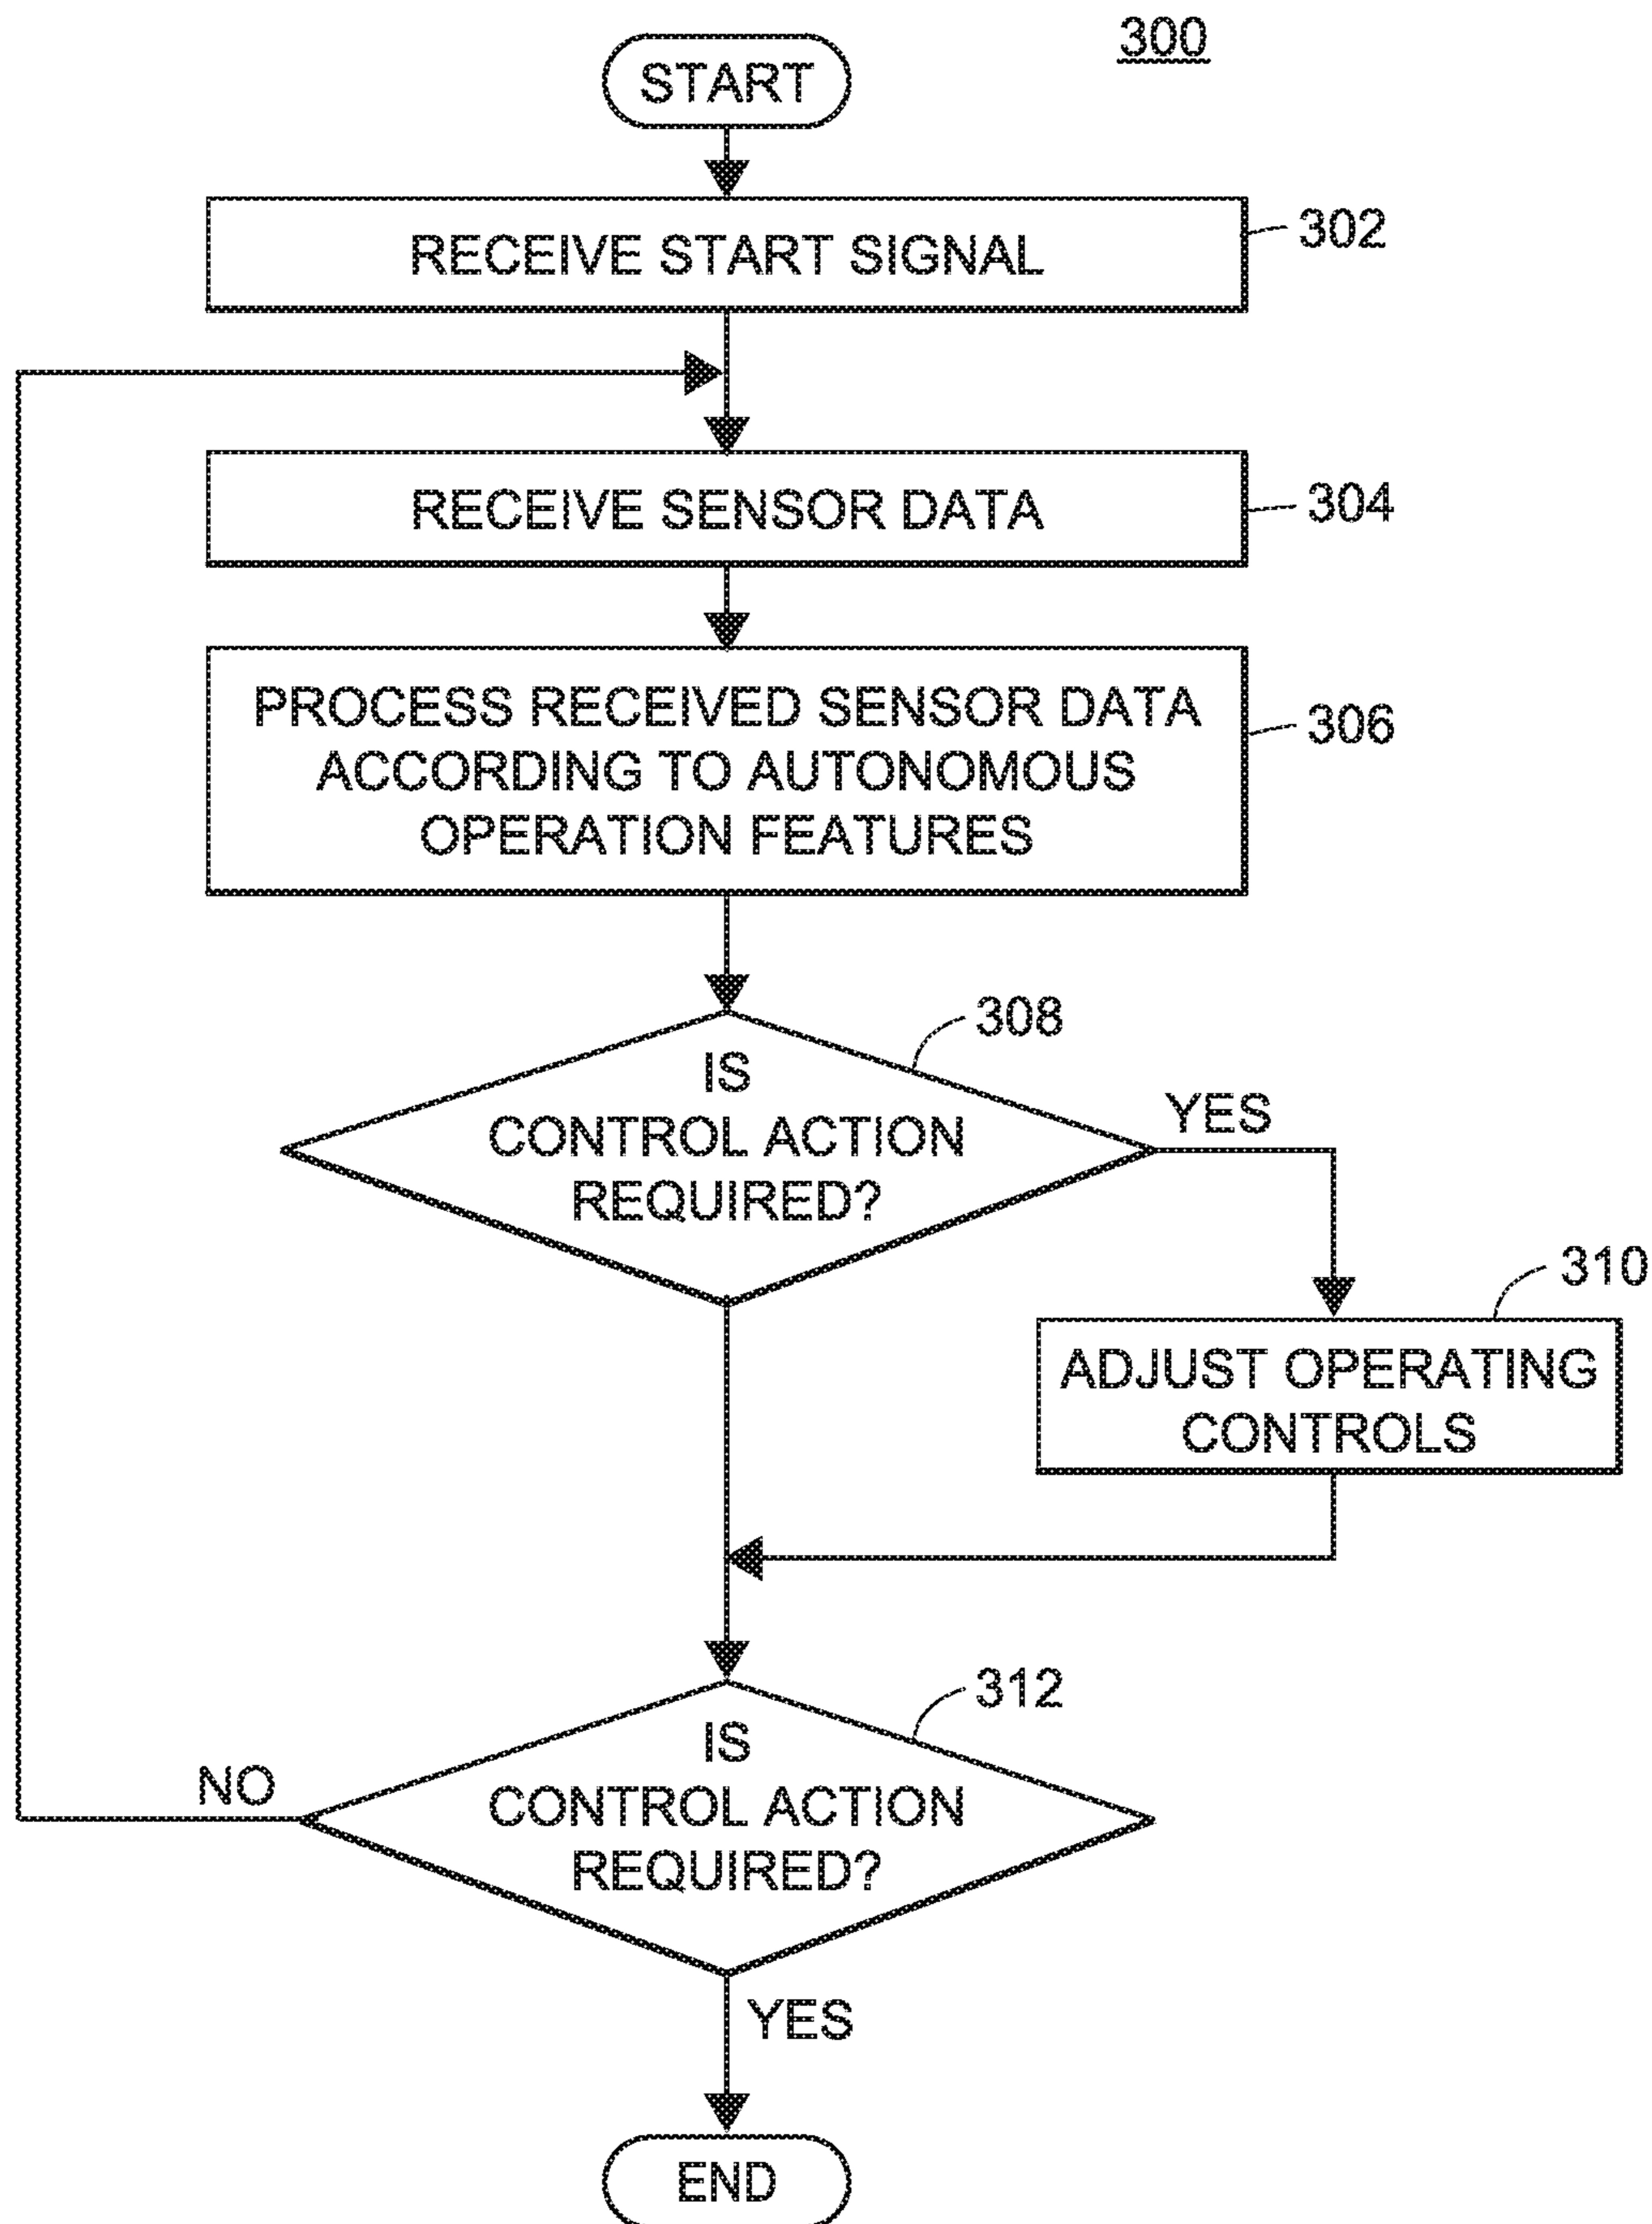 300
START
RECEIVE START SIGNAL
302
RECEIVE SENSOR DATA
304
PROCESS RECEIVED SENSOR DATA
ACCORDING TO AUTONOMOUS
OPERATION FEATURES
306
308
IS
CONTROL ACTION
REQUIRED?
YES
310
ADJUST OPERATING
CONTROLS
312
IS
CONTROL ACTION
REQUIRED?
NO
YES
END